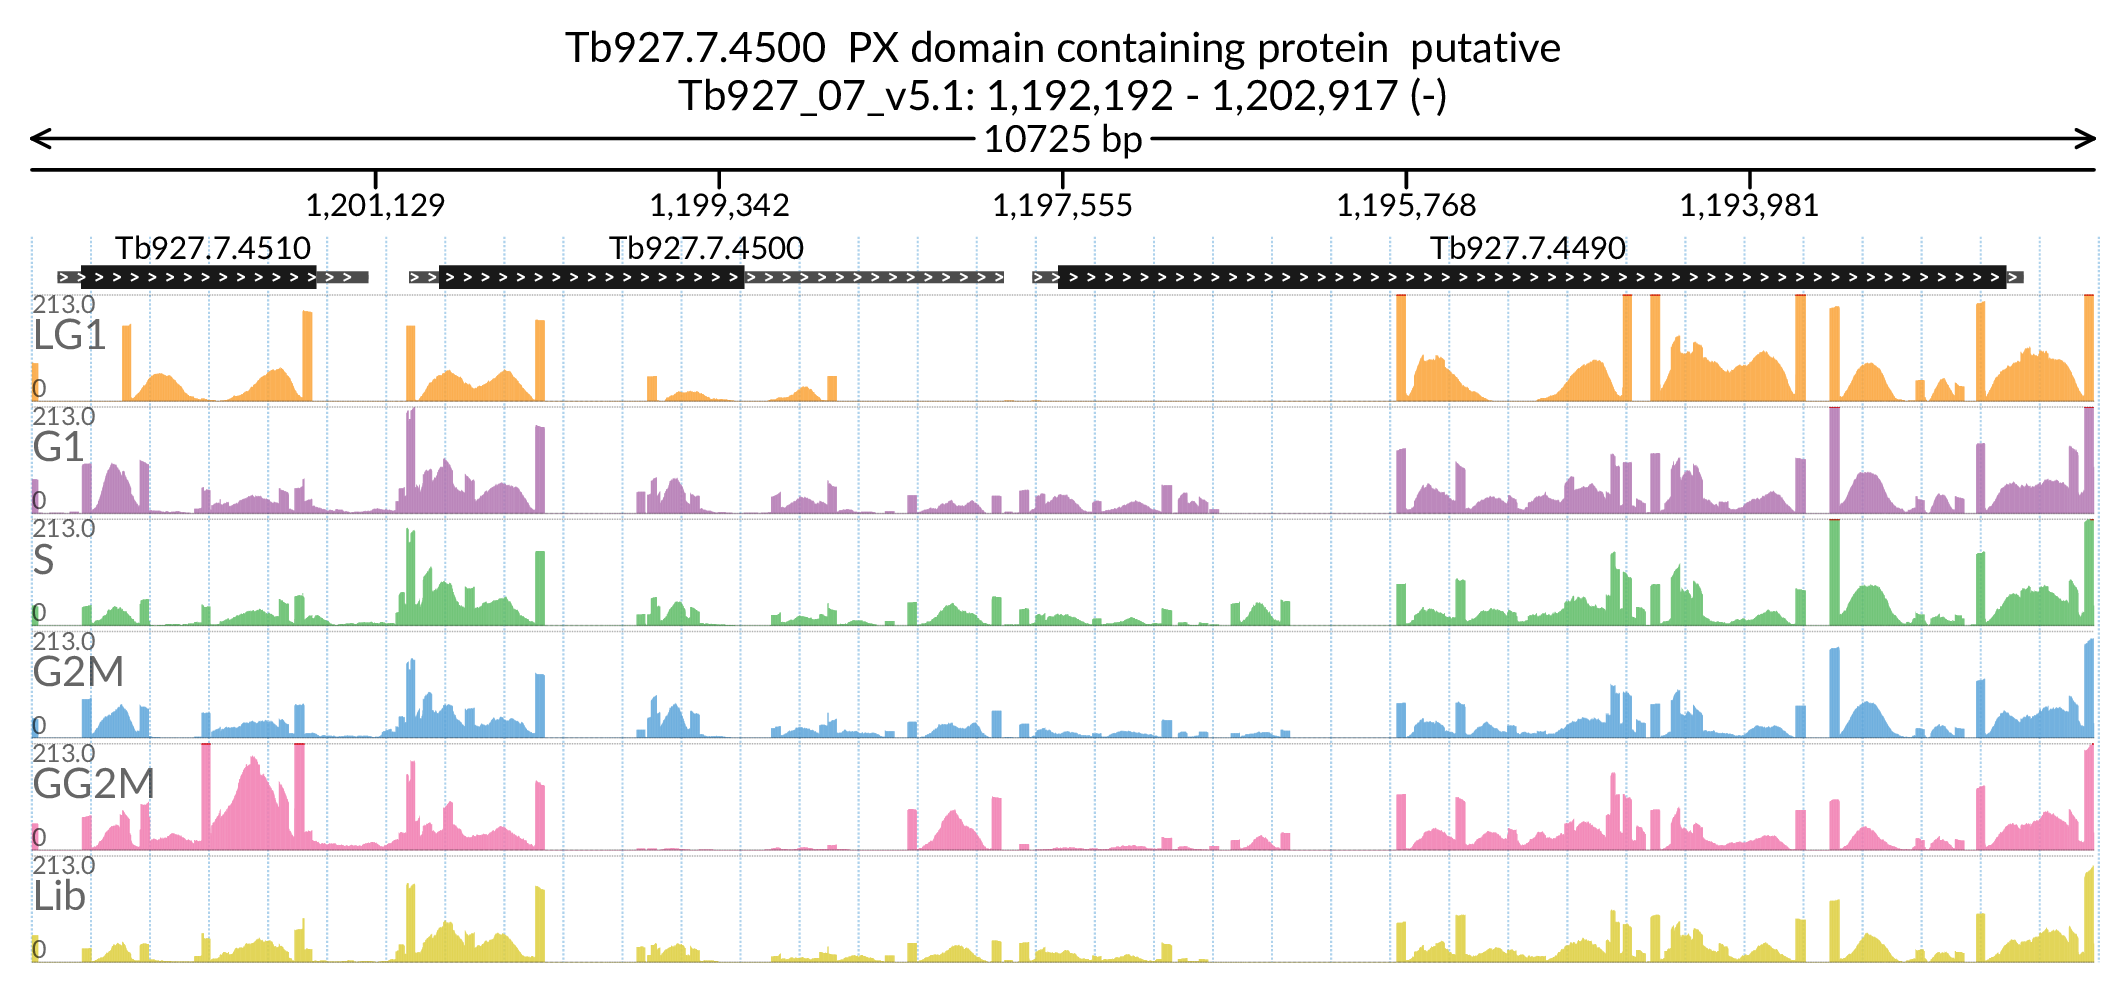 Tb927.7.4500  PX domain containing protein  putative
Tb927_07_v5.1: 1,192,192 - 1,202,917 (-)
10725 bp
1,201,129 1,199,342 1,197,555 1,195,768 1,193,981
Tb927.7.4510 Tb927.7.4500 Tb927.7.4490
213.0
LG1
0
213.0
G1
0
213.0
S
0
213.0
G2M
0
213.0
GG2M
0
213.0
Lib
0